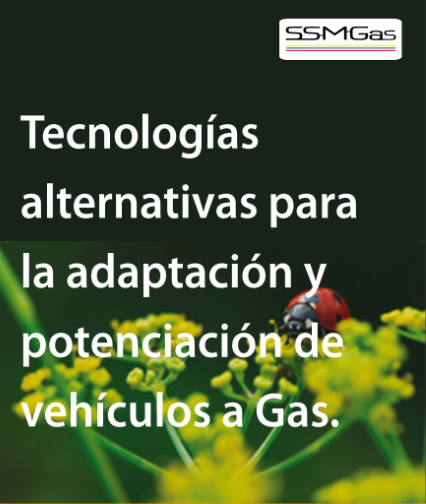 SSMGas
Tecnologías
alternativas para
la adaptación y
potenciación de
vehículos a Gas.